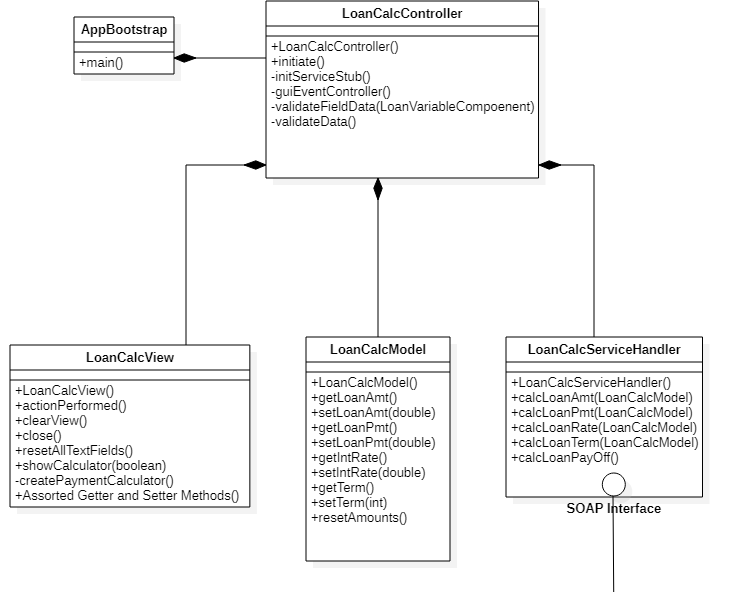 AppBootstrap
+main()
LoanCalcController
+LoanCalcController()
+initiate()
-initServiceStub()
-guiEventController()
-validateFieldData(LoanVariableCompoenent)
-validateData()
LoanCalcView
+LoanCalcView()
+actionPerformed()
+clearView()
+close()
+resetAllTextFields()
+showCalculator(boolean)
-createPaymentCalculator()
+Assorted Getter and Setter Methods()
LoanCalcModel
+LoanCalcModel()
+getLoanAmt()
+setLoanAmt(double)
+getLoanPmt()
+setLoanPmt(double)
+getIntRate()
+setIntRate(double)
+getTerm()
+setTerm(int)
+resetAmounts()
LoanCalcServiceHandler
+LoanCalcServiceHandler()
+calcLoanAmt(LoanCalcModel)
+calcLoanPmt(LoanCalcModel)
+calcLoanRate(LoanCalcModel)
+calcLoanTerm(LoanCalcModel)
+calcLoanPayOff()
SOAP Interface